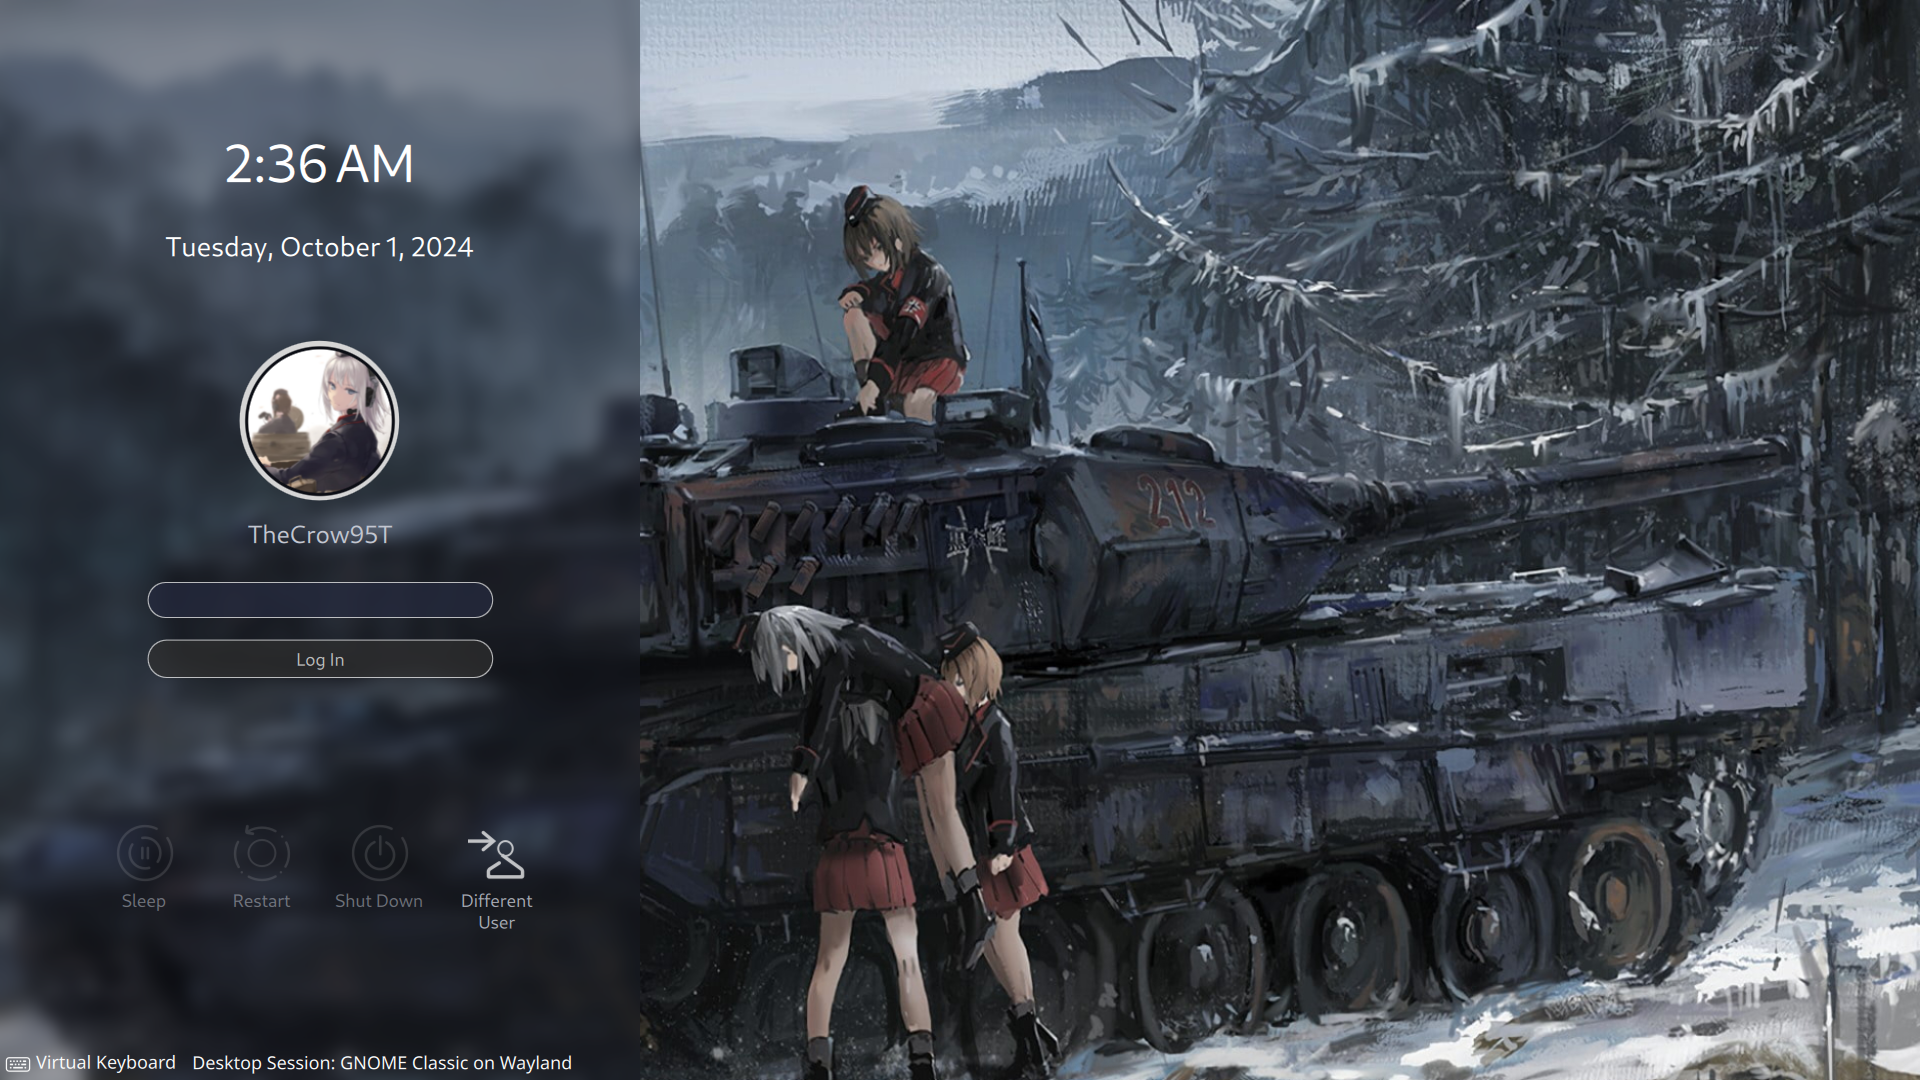 2:36 AM
Tuesday, October 1, 2024
TheCrow95T
Log In
Sleep
Restart
Shut Down
Different
User
Virtual Keyboard
Desktop Session: GNOME Classic on Wayland
212